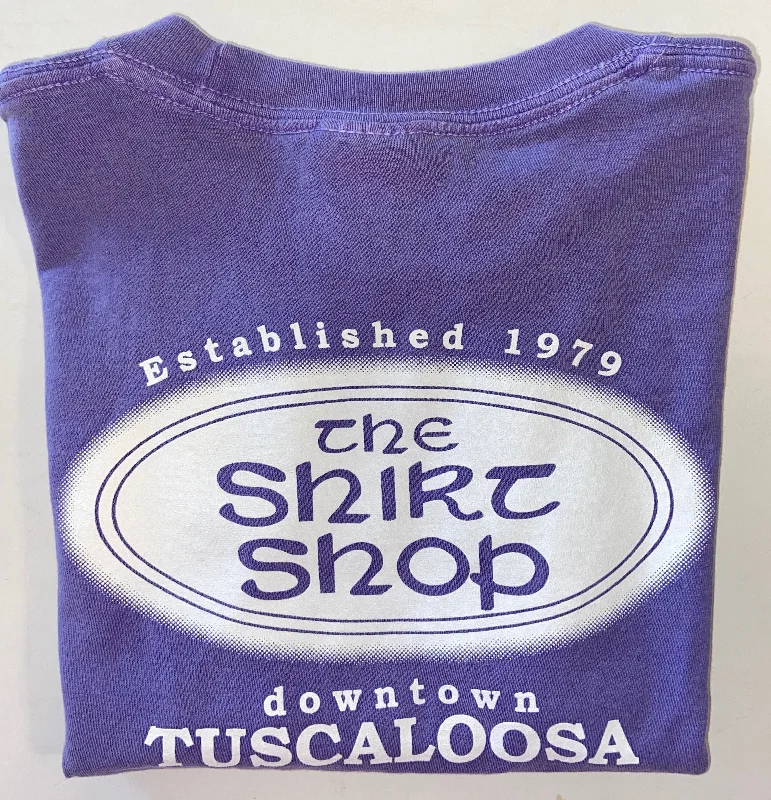 Established 1979
the
Shirt
Shop
downtown
TUSCALOOSA